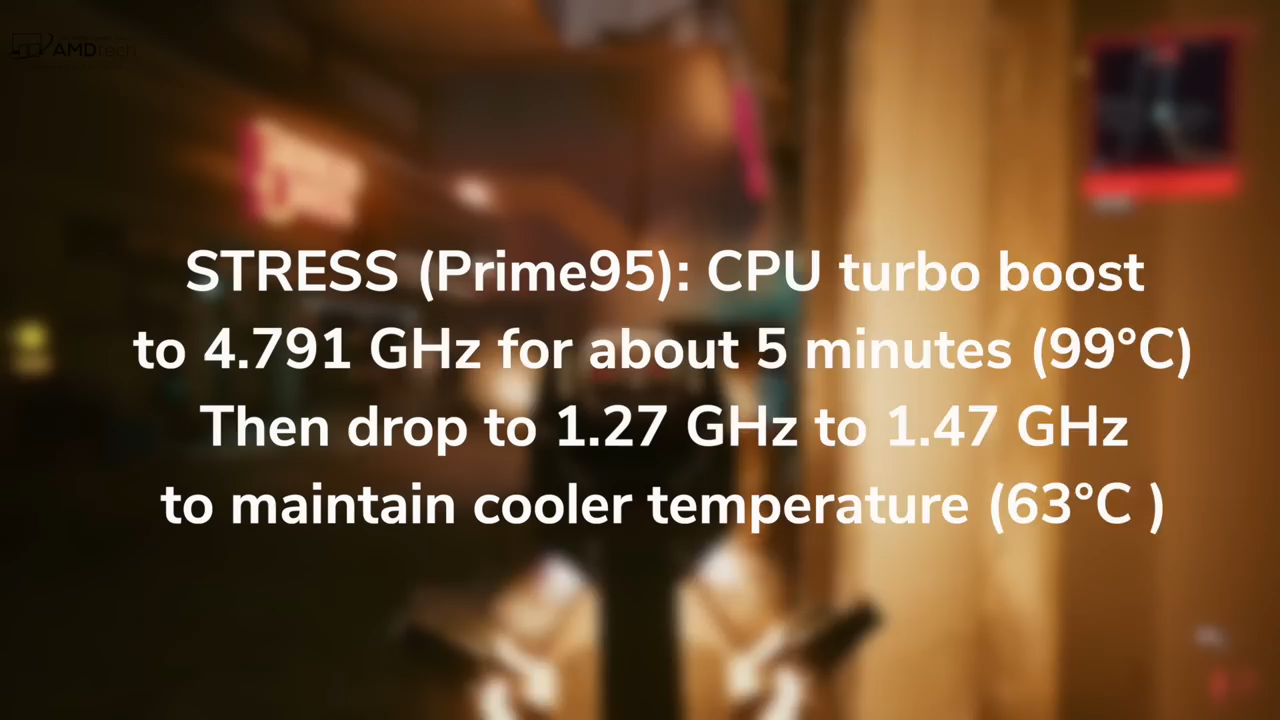 AMDtech
STRESS (Prime95): CPU turbo boost
to 4.791 GHz for about 5 minutes (99°C)
Then drop to 1.27 GHz to 1.47 GHz
to maintain cooler temperature (63°C )